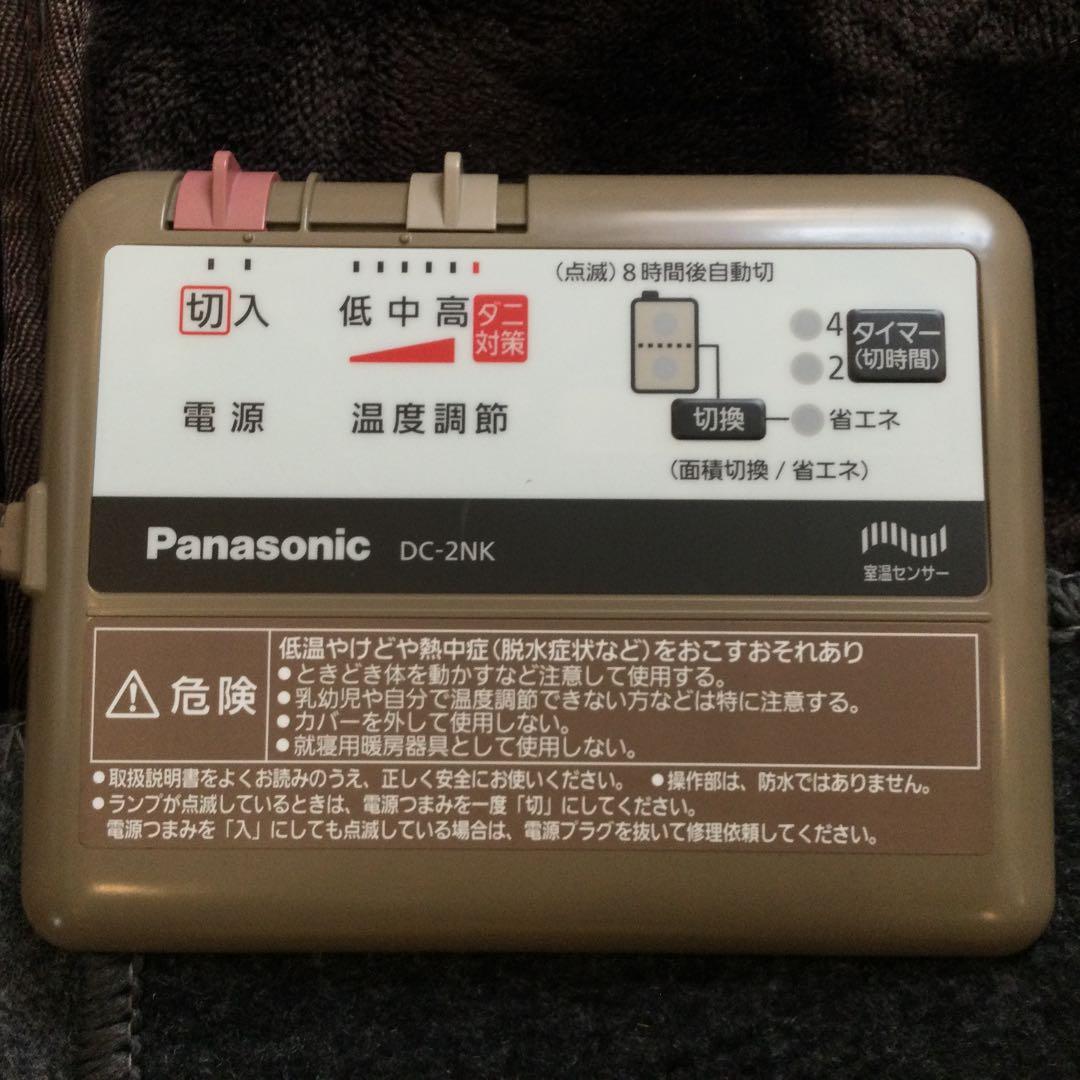 切 入
電源
低 中 高 ダニ対策
温度調節
(点滅)8時間後自動切
4
2
タイマー
(切時間)
切換
省エネ
(面積切換/省エネ)
Panasonic DC-2NK
室温センサー
危険
低温やけどや熱中症(脱水症状など)をおこすおそれあり
●ときどき体を動かすなど注意して使用する。
●乳幼児や自分で温度調節できない方などは特に注意する。
●カバーを外して使用しない。
●就寝用暖房器具として使用しない。
●取扱説明書をよくお読みのうえ、正しく安全にお使いください。 ●操作部は、防水ではありません。
●ランプが点滅しているときは、電源つまみを一度「切」にしてください。
電源つまみを「入」にしても点滅している場合は、電源プラグを抜いて修理依頼してください。